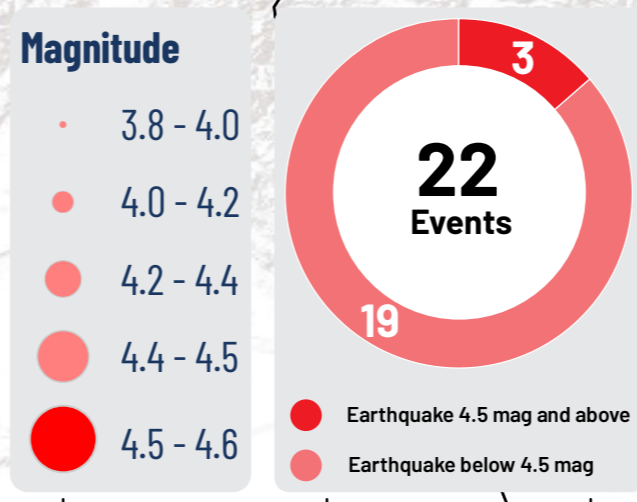 Magnitude
3.8 - 4.0
4.0 - 4.2
4.2 - 4.4
4.4 - 4.5
4.5 - 4.6
3
22
Events
19
Earthquake 4.5 mag and above
Earthquake below 4.5 mag